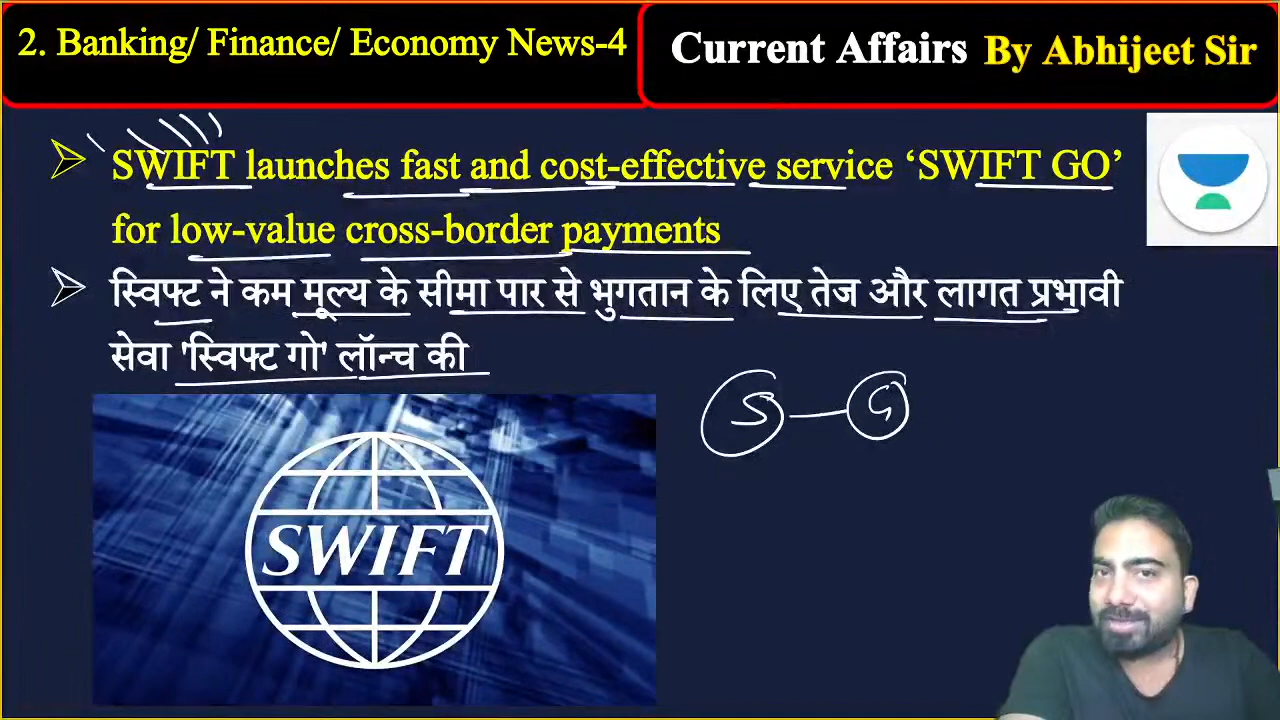 2. Banking/ Finance/ Economy News-4
Current Affairs By Abhijeet Sir
SWIFT launches fast and cost-effective service ‘SWIFT GO’
for low-value cross-border payments
स्विफ्ट ने कम मूल्य के सीमा पार से भुगतान के लिए तेज और लागत प्रभावी
सेवा 'स्विफ्ट गो' लॉन्च की
S G
SWIFT